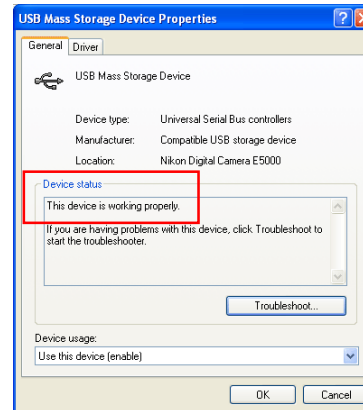 USB Mass Storage Device Properties
General Driver
USB Mass Storage Device
Device type: Universal Serial Bus controllers
Manufacturer: Compatible USB storage device
Location: Nikon Digital Camera E5000
Device status
This device is working properly.
If you are having problems with this device, click Troubleshoot to
start the troubleshooter.
Troubleshoot...
Device usage:
Use this device (enable)
OK Cancel